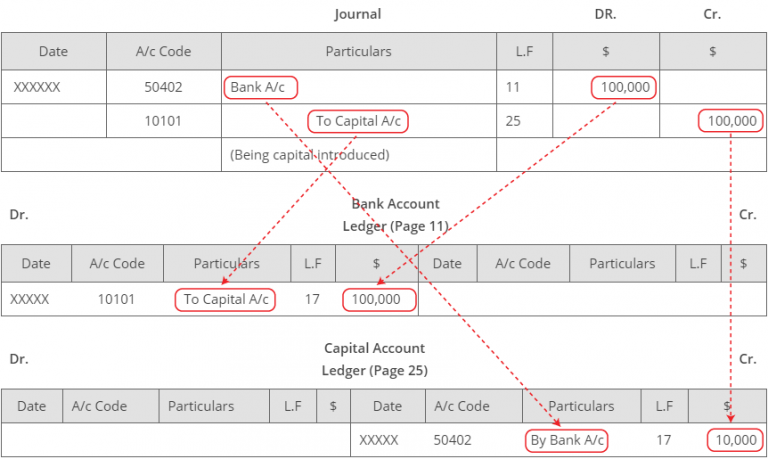 Journal DR. Cr.
Date A/c Code Particulars L.F $ $
XXXXXX 50402 Bank A/c 11 100,000
10101 To Capital A/c 25 100,000
(Being capital introduced)
Dr. Bank Account Cr.
Ledger (Page 11)
Date A/c Code Particulars L.F $ Date A/c Code Particulars L.F $
XXXXX 10101 To Capital A/c 17 100,000
Dr. Capital Account Cr.
Ledger (Page 25)
Date A/c Code Particulars L.F $ Date A/c Code Particulars L.F $
XXXXX 50402 By Bank A/c 17 10,000